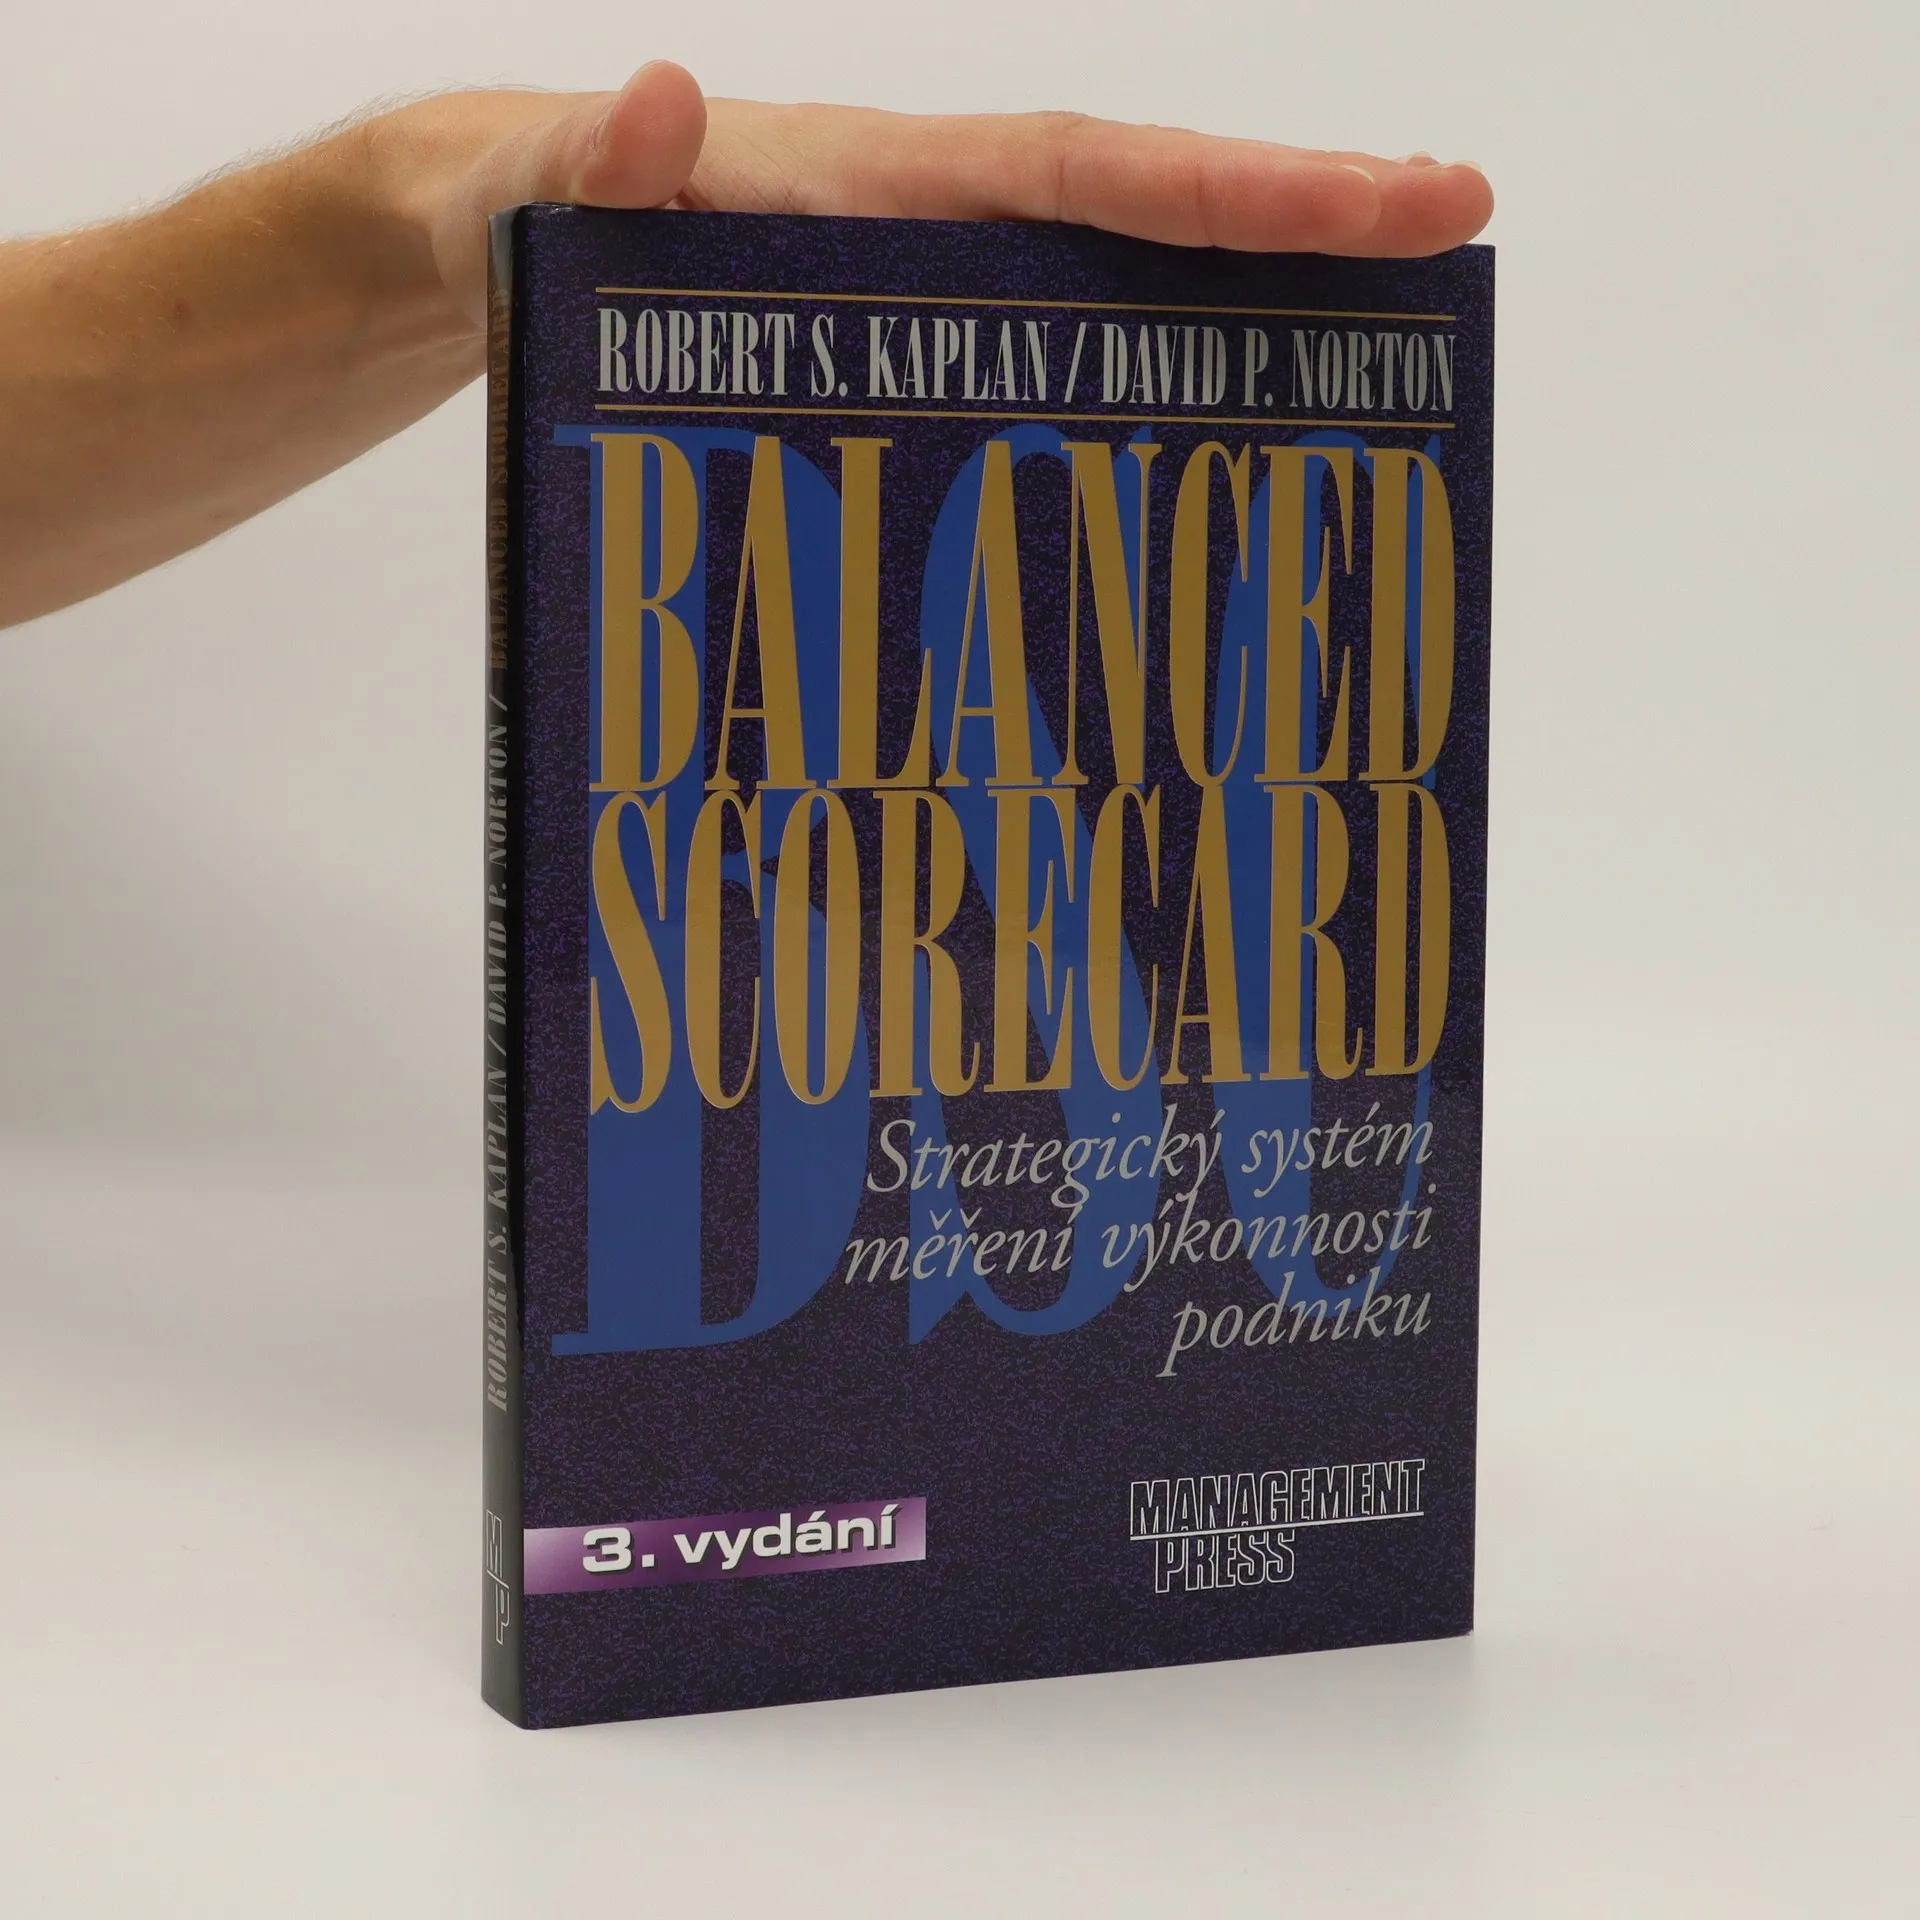 ROBERT S. KAPLAN / DAVID P. NORTON
BSC
BALANCED
SCORECARD
Strategický systém
měření výkonnosti
podniku
3. vydání
MANAGEMENT
PRESS
ROBERT S. KAPLAN / DAVID P. NORTON / BALANCED SCORECARD
M
P